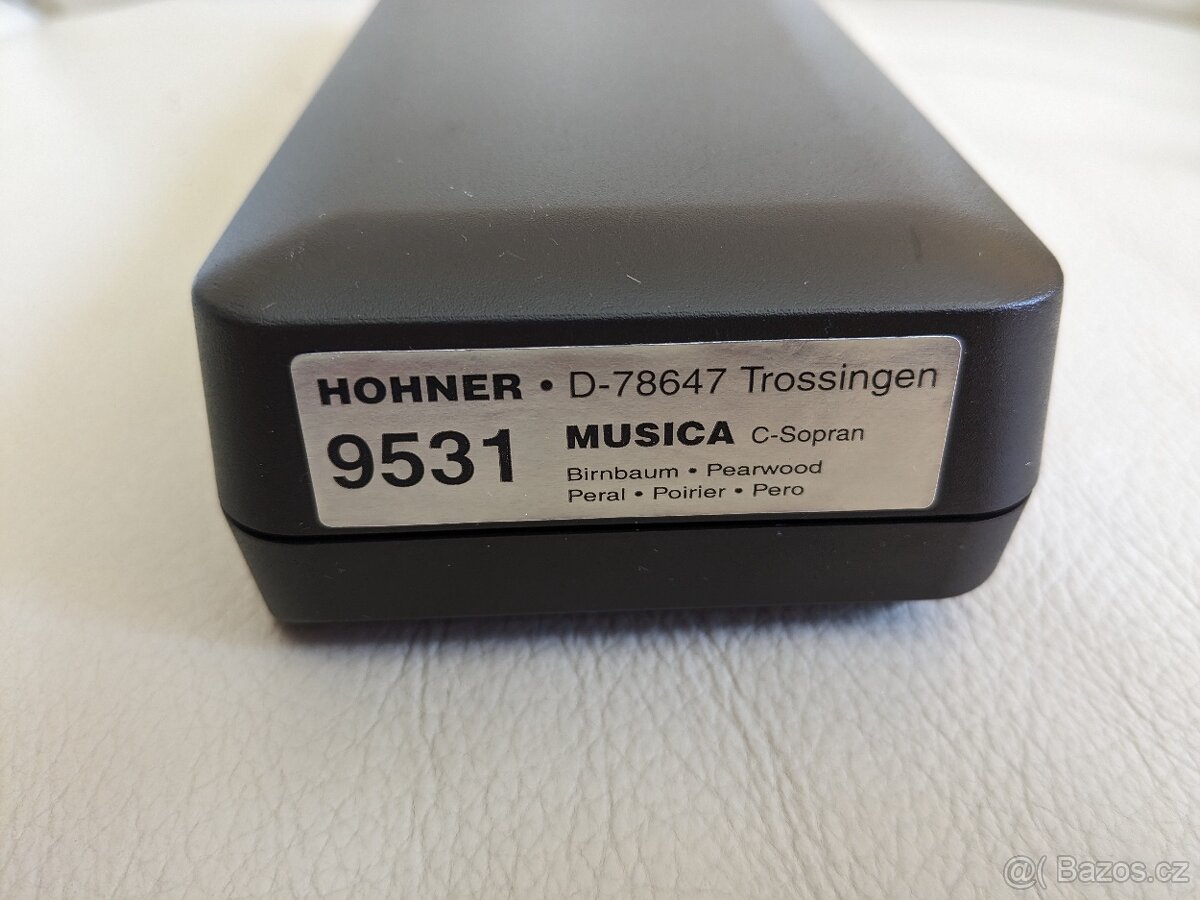 HOHNER • D-78647 Trossingen
9531 MUSICA C-Sopran
Birnbaum • Pearwood
Peral • Poirier • Pero
@( Bazos.cz